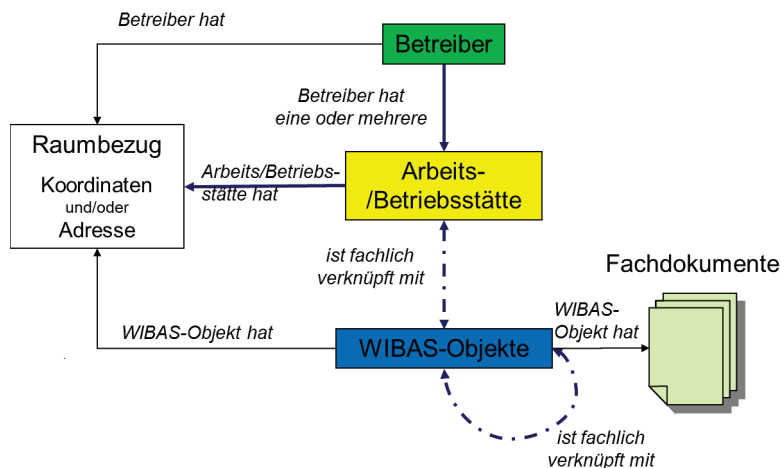 Betreiber hat
Betreiber
Betreiber hat
eine oder mehrere
Raumbezug
Koordinaten
und/oder
Adresse
Arbeits/Betriebs-
stätte hat
Arbeits-
/Betriebsstätte
ist fachlich
verknüpft mit
Fachdokumente
WIBAS-Objekt hat
WIBAS-Objekte
WIBAS-
Objekt hat
ist fachlich
verknüpft mit